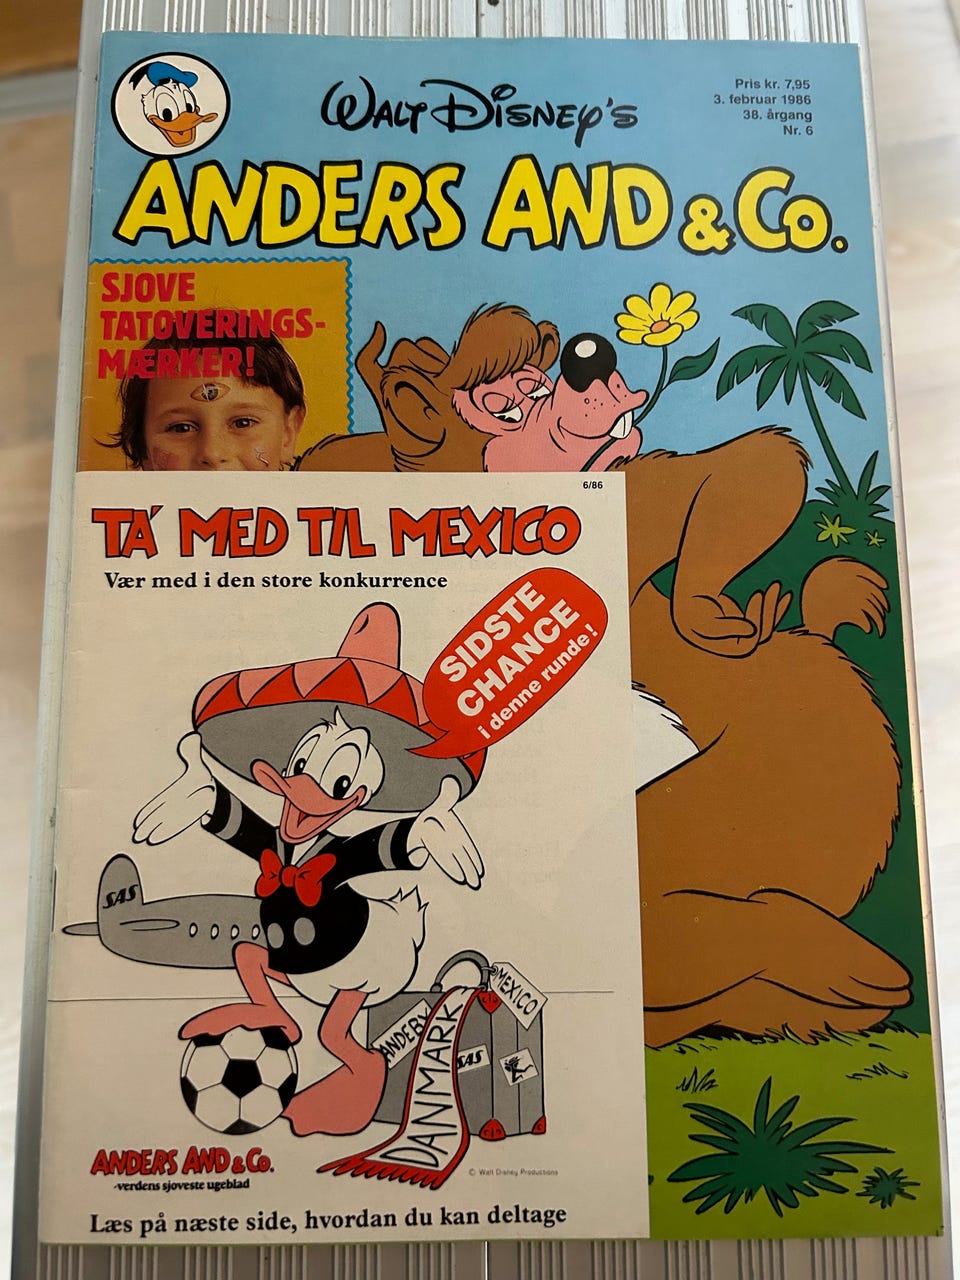 WALT DISNEY'S
Pris kr. 7,95
3. februar 1986
38. årgang
Nr. 6
ANDERS AND & Co.
SJOVE
TATOVERINGS-
MÆRKER!
6/86
TA' MED TIL MEXICO
Vær med i den store konkurrence
SIDSTE
CHANCE
i denne runde!
SAS
MEXICO
ANDEBY
DANMARK
SAS
ANDERS AND & Co.
-verdens sjoveste ugeblad
© Walt Disney Productions
Læs på næste side, hvordan du kan deltage